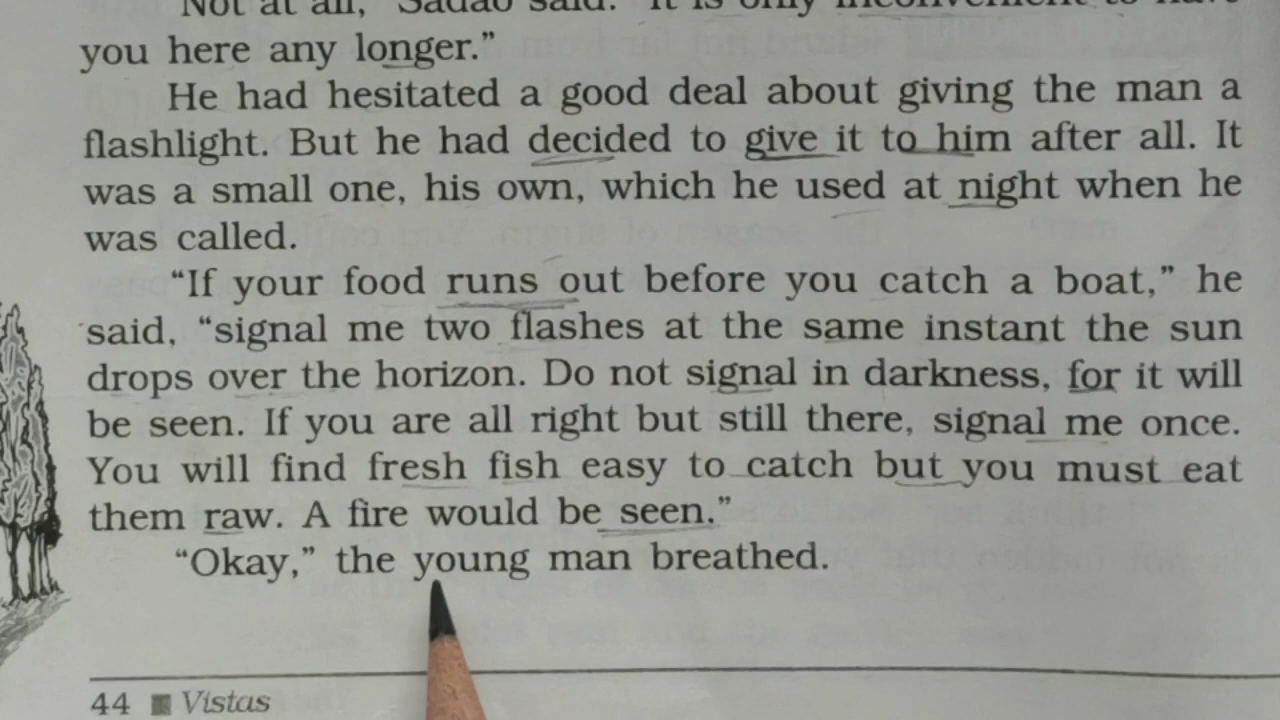 Not at all," Sadao said. "It is only inconvenient to have
you here any longer."
He had hesitated a good deal about giving the man a
flashlight. But he had decided to give it to him after all. It
was a small one, his own, which he used at night when he
was called.
"If your food runs out before you catch a boat," he
said, "signal me two flashes at the same instant the sun
drops over the horizon. Do not signal in darkness, for it will
be seen. If you are all right but still there, signal me once.
You will find fresh fish easy to catch but you must eat
them raw. A fire would be seen."
"Okay," the young man breathed.
44 ■ Vistas